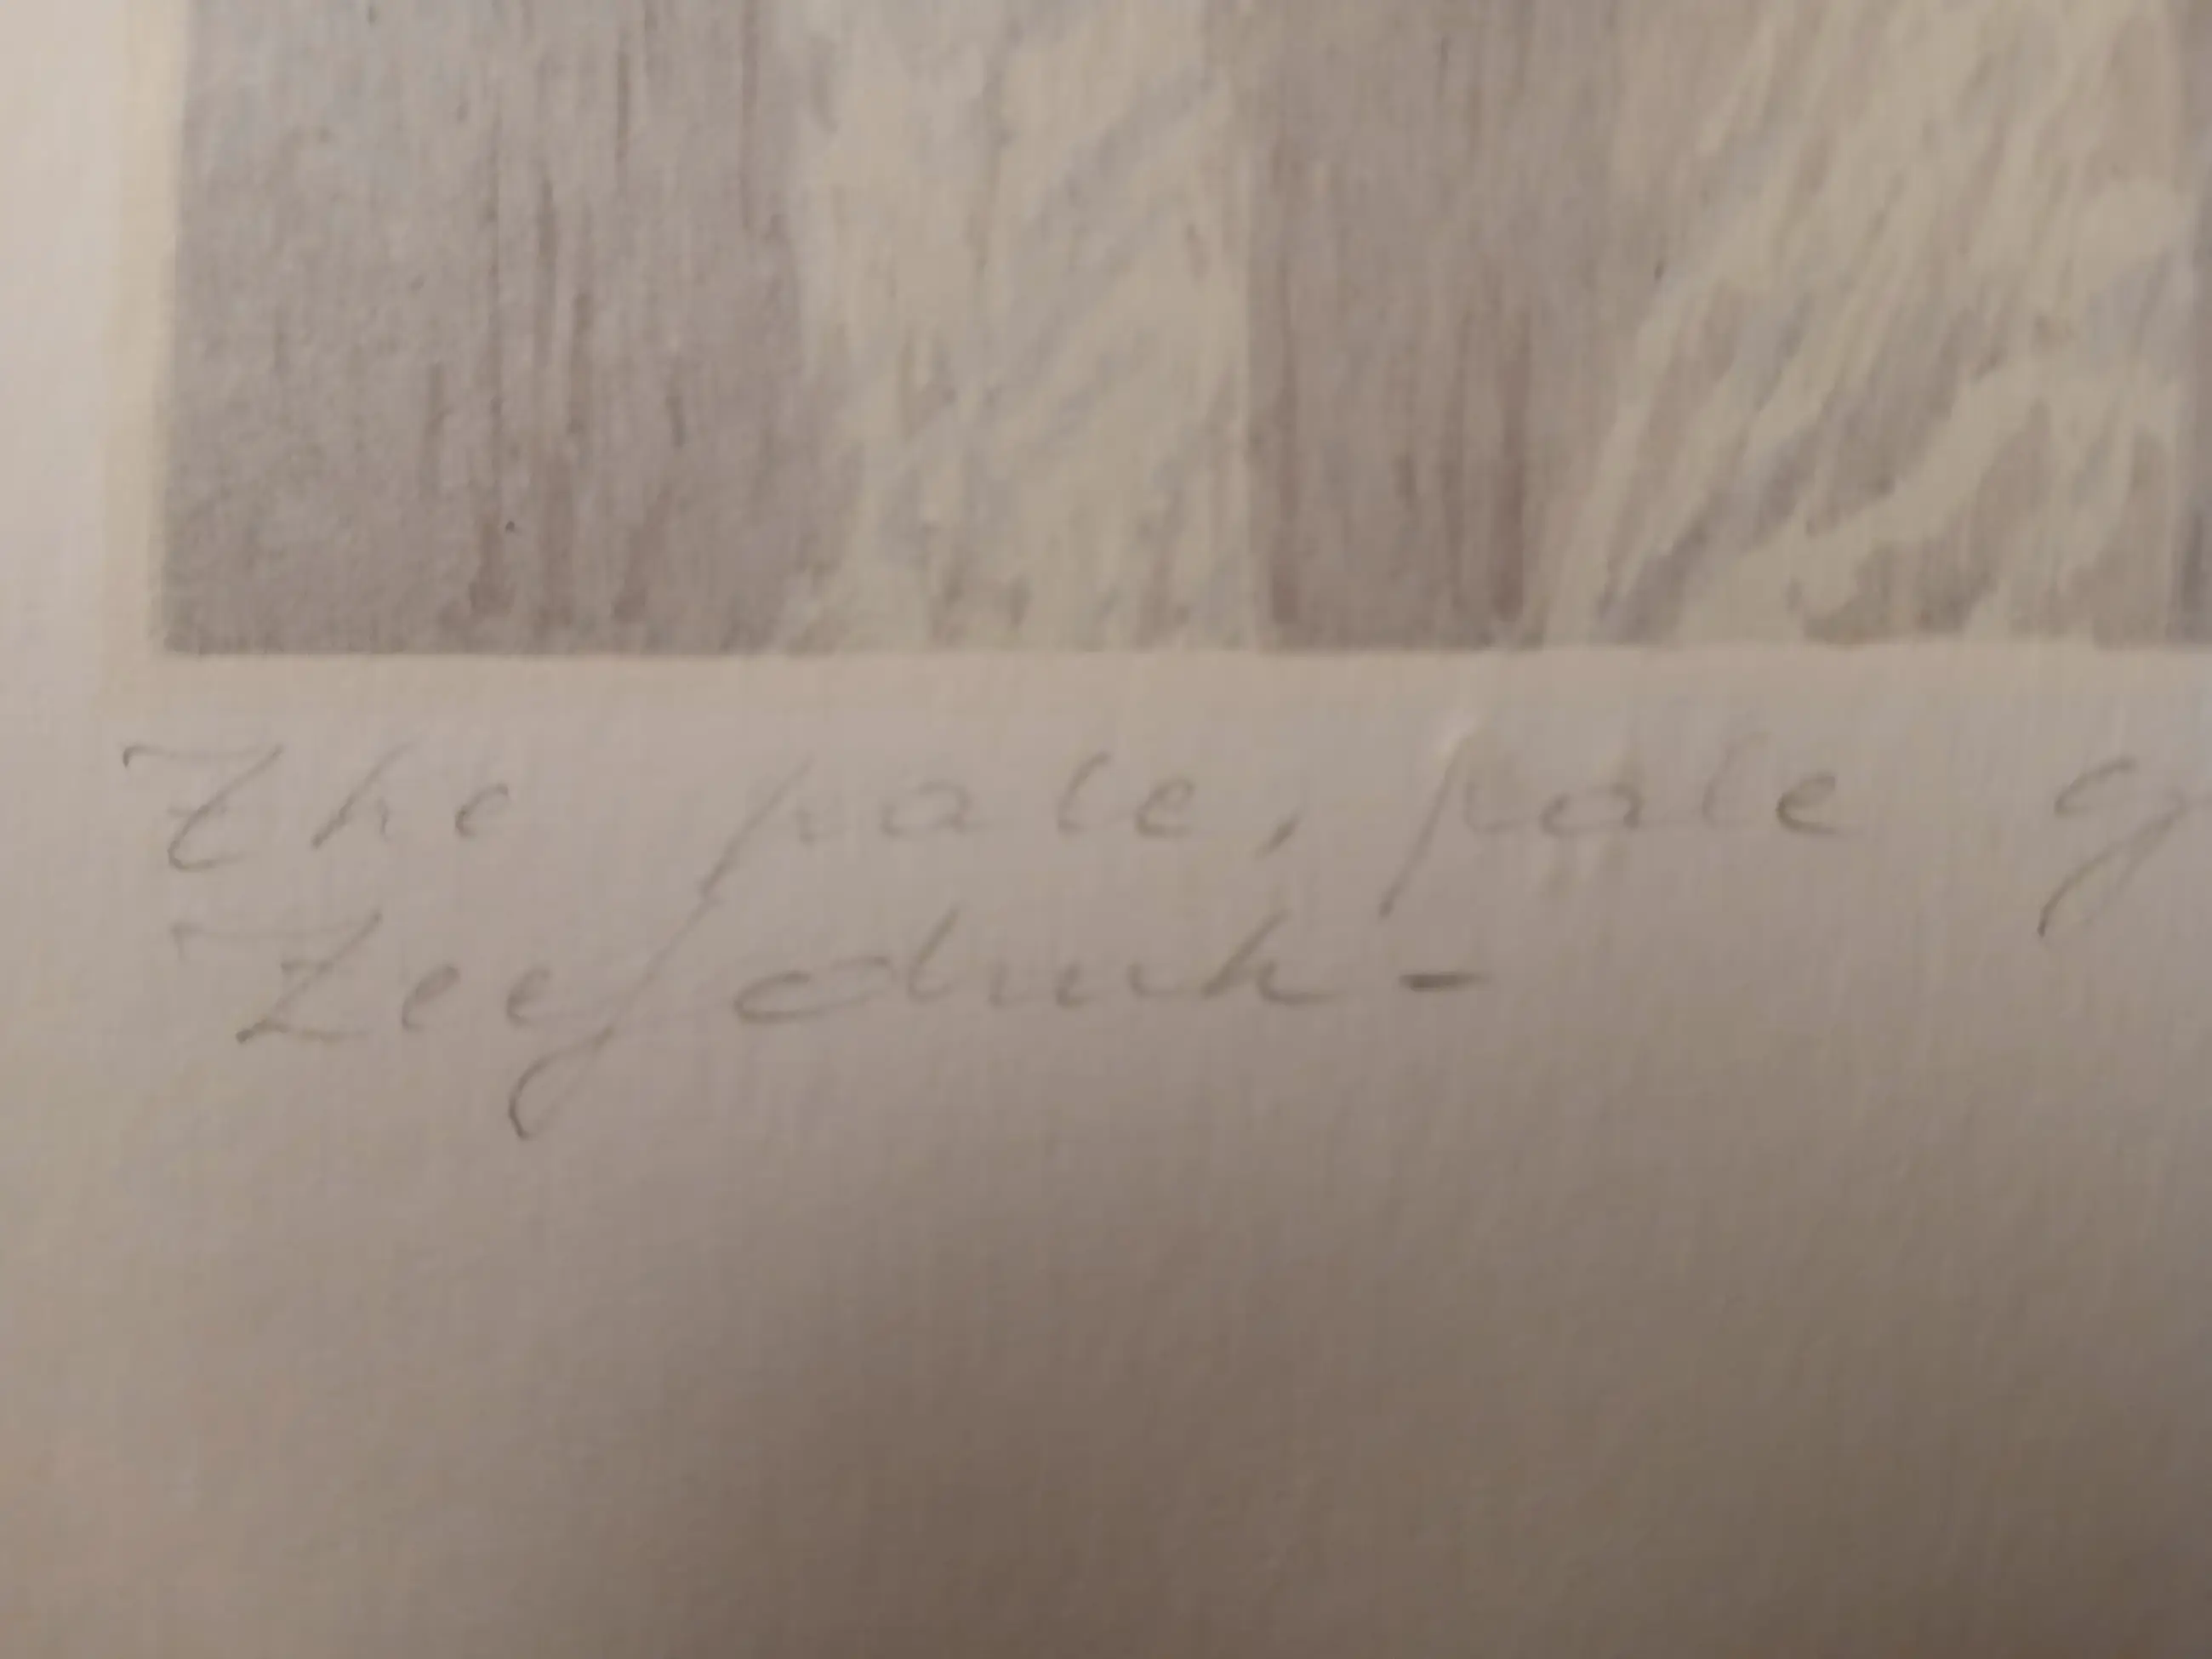 The pale, pale g
Zeefdruk -